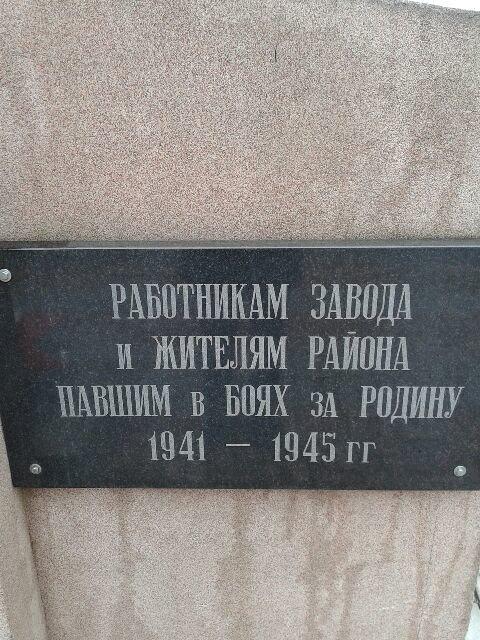 РАБОТНИКАМ ЗАВОДА
и ЖИТЕЛЯМ РАЙОНА
ПАВШИМ в БОЯХ за РОДИНУ
1941 – 1945 гг